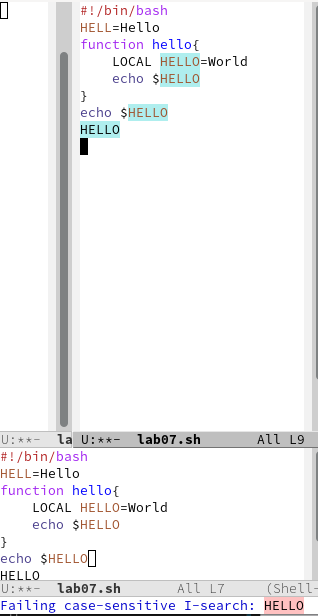 #!/bin/bash
HELL=Hello
function hello{
    LOCAL HELLO=World
    echo $HELLO
}
echo $HELLO
HELLO
U:**-  la
U:**-  lab07.sh       All L9
#!/bin/bash
HELL=Hello
function hello{
    LOCAL HELLO=World
    echo $HELLO
}
echo $HELLO
HELLO
U:**-  lab07.sh       All L7     (Shell-
Failing case-sensitive I-search: HELLO